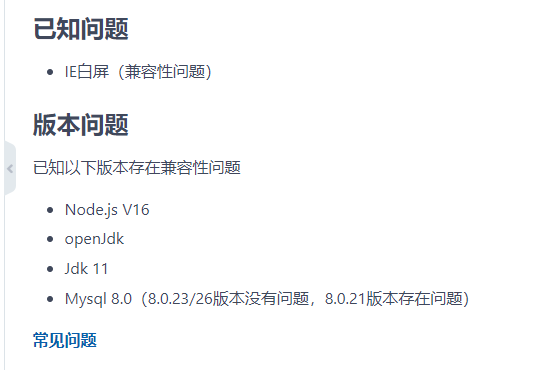 已知问题
IE白屏（兼容性问题）
版本问题
已知以下版本存在兼容性问题
Node.js V16
openJdk
Jdk 11
Mysql 8.0（8.0.23/26版本没有问题，8.0.21版本存在问题）
常见问题